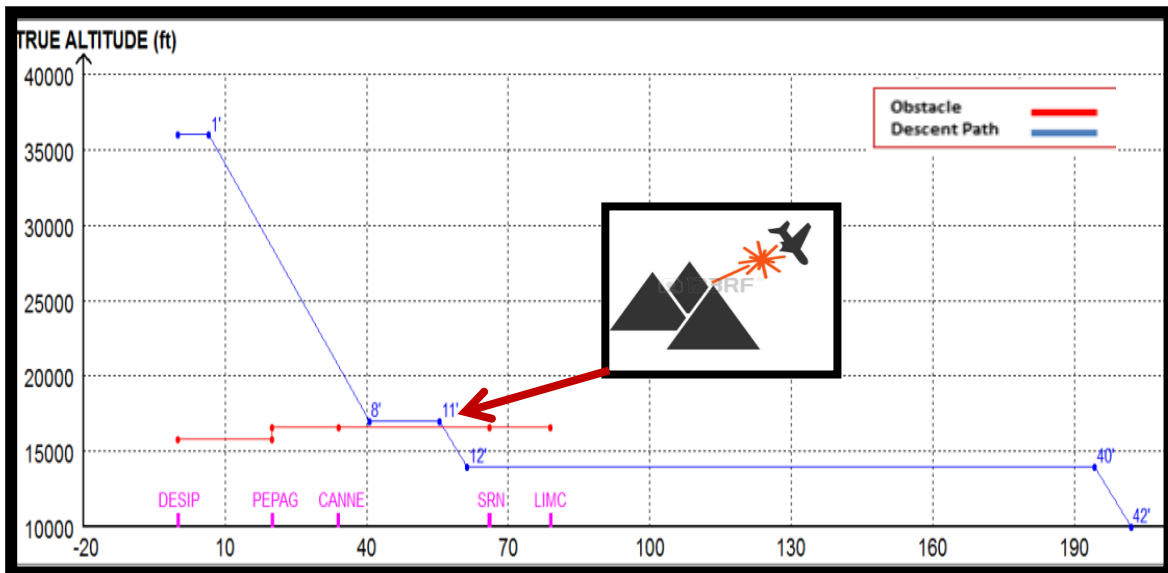 TRUE ALTITUDE (ft)
40000
35000
30000
25000
20000
15000
10000
Obstacle
Descent Path
1'
8'
11'
12'
40'
42'
DESIP PEPAG CANNE SRN LIMC
-20 10 40 70 100 130 160 190